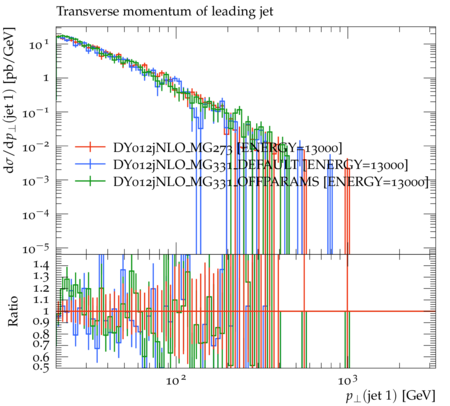 Transverse momentum of leading jet
dσ/dp⊥(jet 1) [pb/GeV]
10¹
1
10⁻¹
10⁻²
10⁻³
10⁻⁴
10⁻⁵
DY012jNLO_MG273 [ENERGY=13000]
DY012jNLO_MG331_DEFAULT [ENERGY=13000]
DY012jNLO_MG331_OFFPARAMS [ENERGY=13000]
Ratio
1.4
1.3
1.2
1.1
1
0.9
0.8
0.7
0.6
0.5
10² 10³
p⊥(jet 1) [GeV]